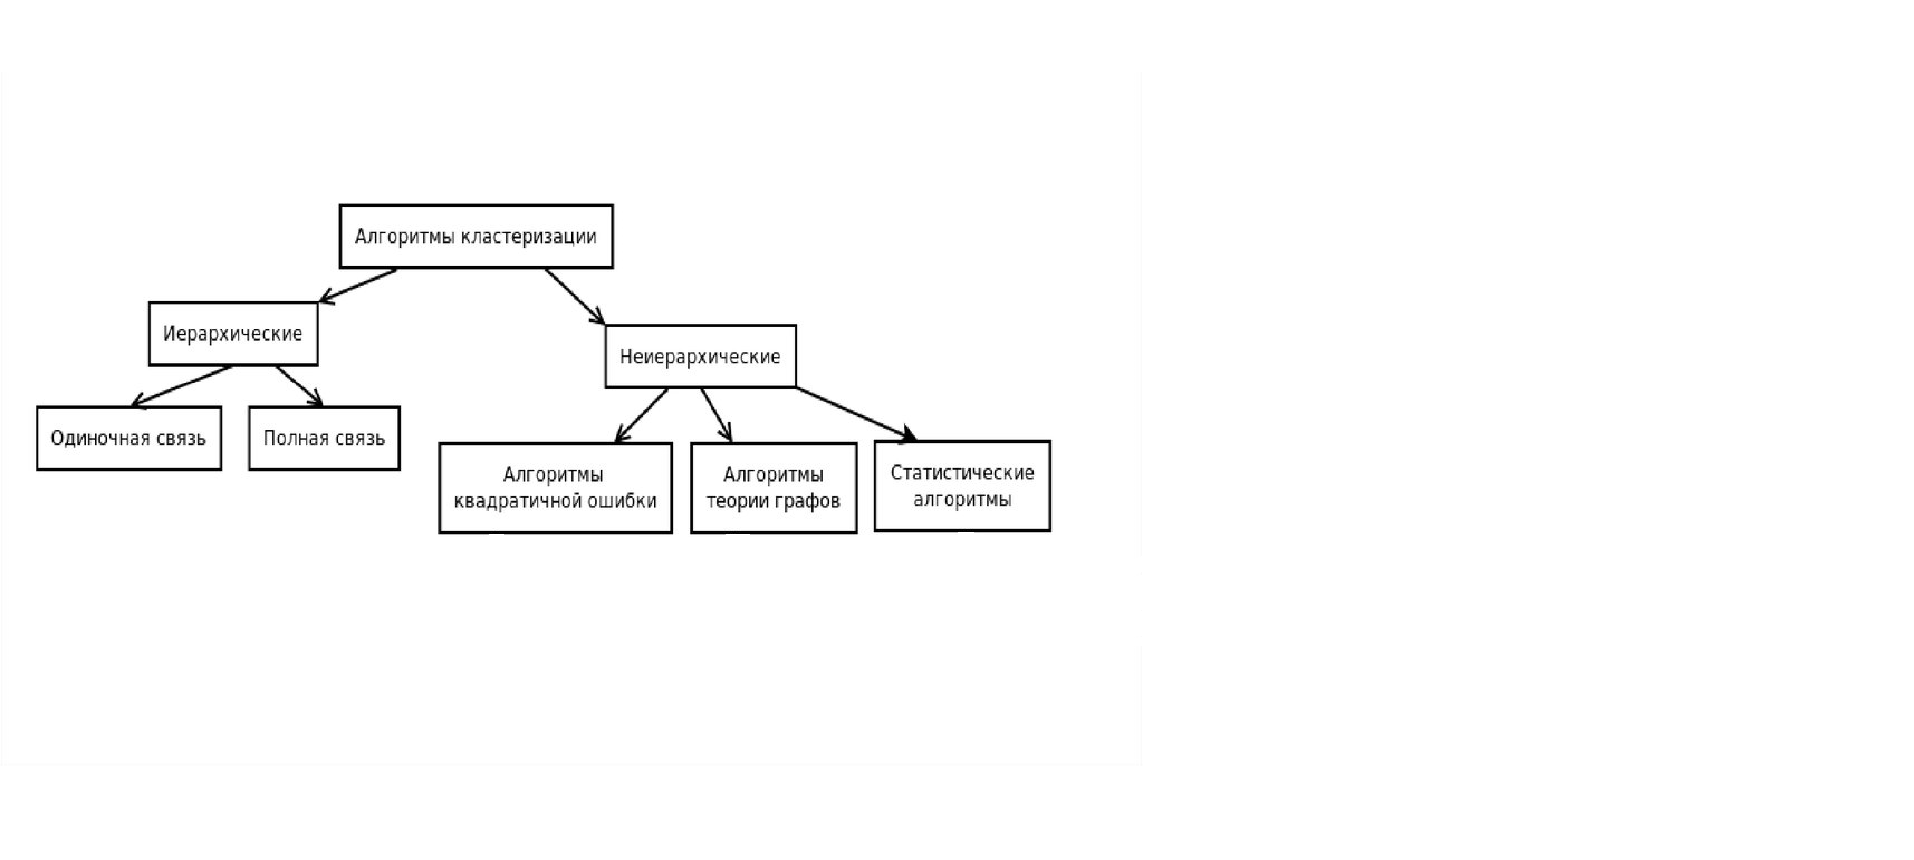 Алгоритмы кластеризации
Иерархические
Неиерархические
Одиночная связь
Полная связь
Алгоритмы
квадратичной ошибки
Алгоритмы
теории графов
Статистические
алгоритмы